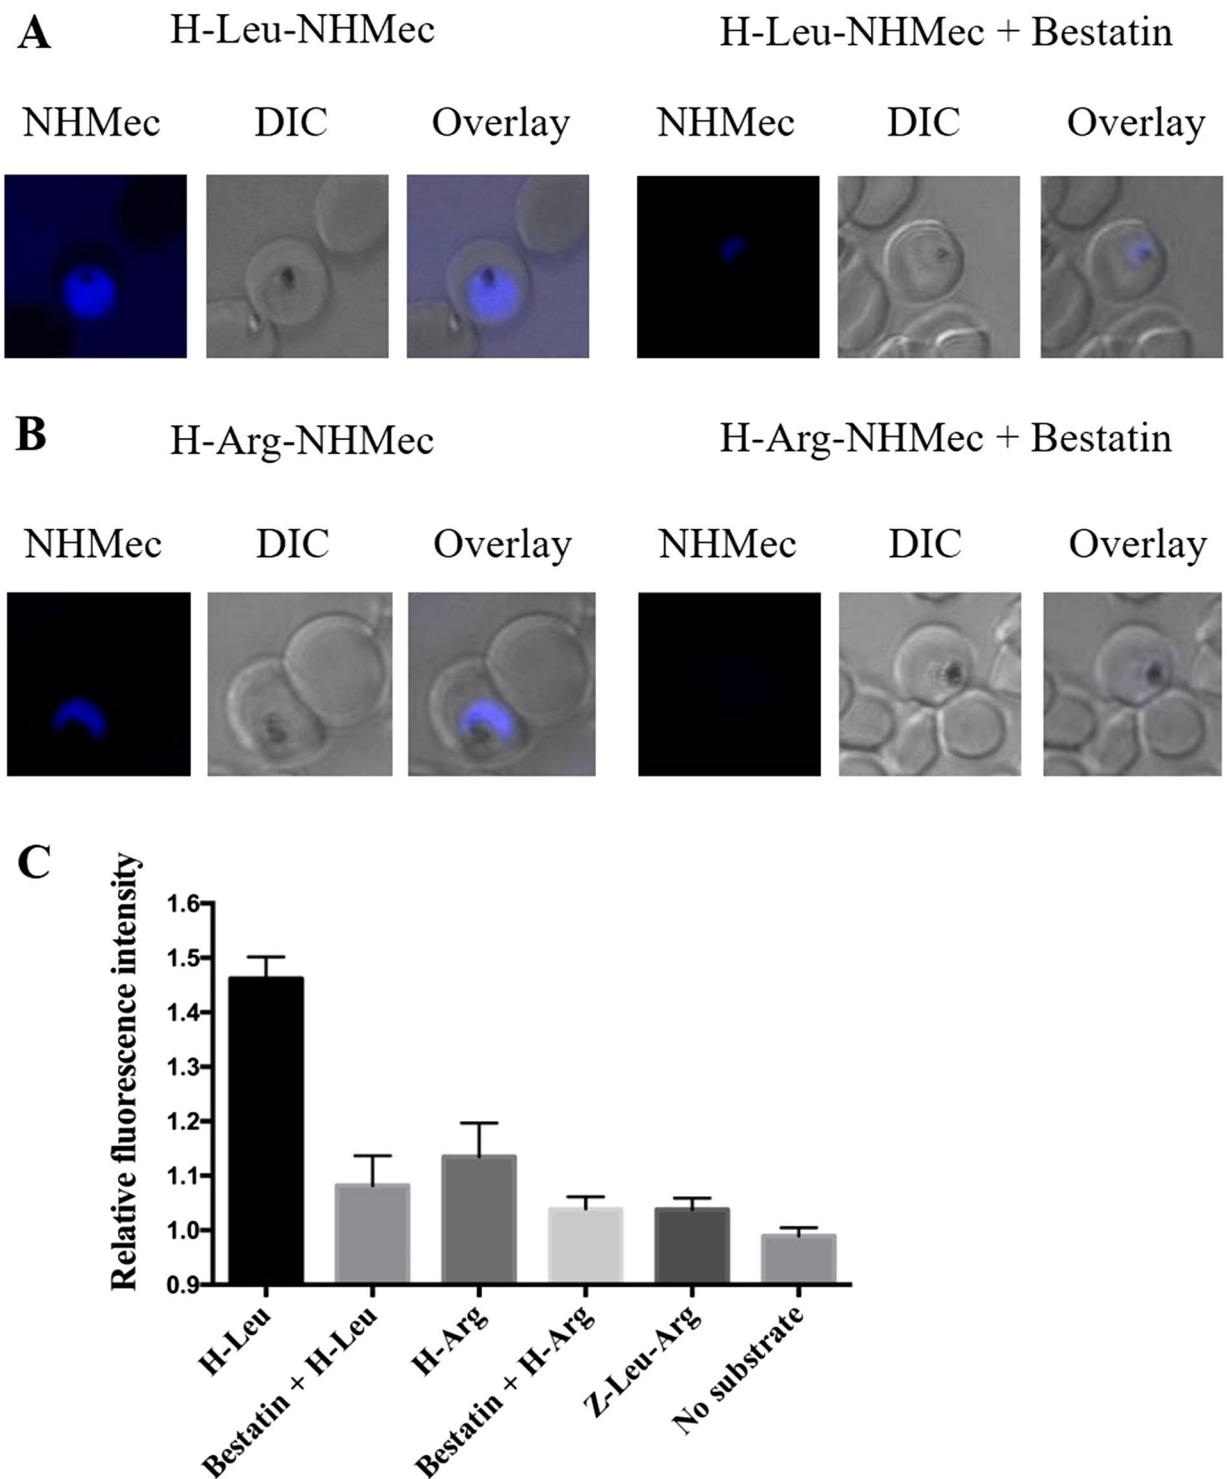 A
H-Leu-NHMec
H-Leu-NHMec + Bestatin
NHMec DIC Overlay
NHMec DIC Overlay
B
H-Arg-NHMec
H-Arg-NHMec + Bestatin
NHMec DIC Overlay
NHMec DIC Overlay
C
Relative fluorescence intensity
1.6
1.5
1.4
1.3
1.2
1.1
1.0
0.9
H-Leu
Bestatin + H-Leu
H-Arg
Bestatin + H-Arg
Z-Leu-Arg
No substrate